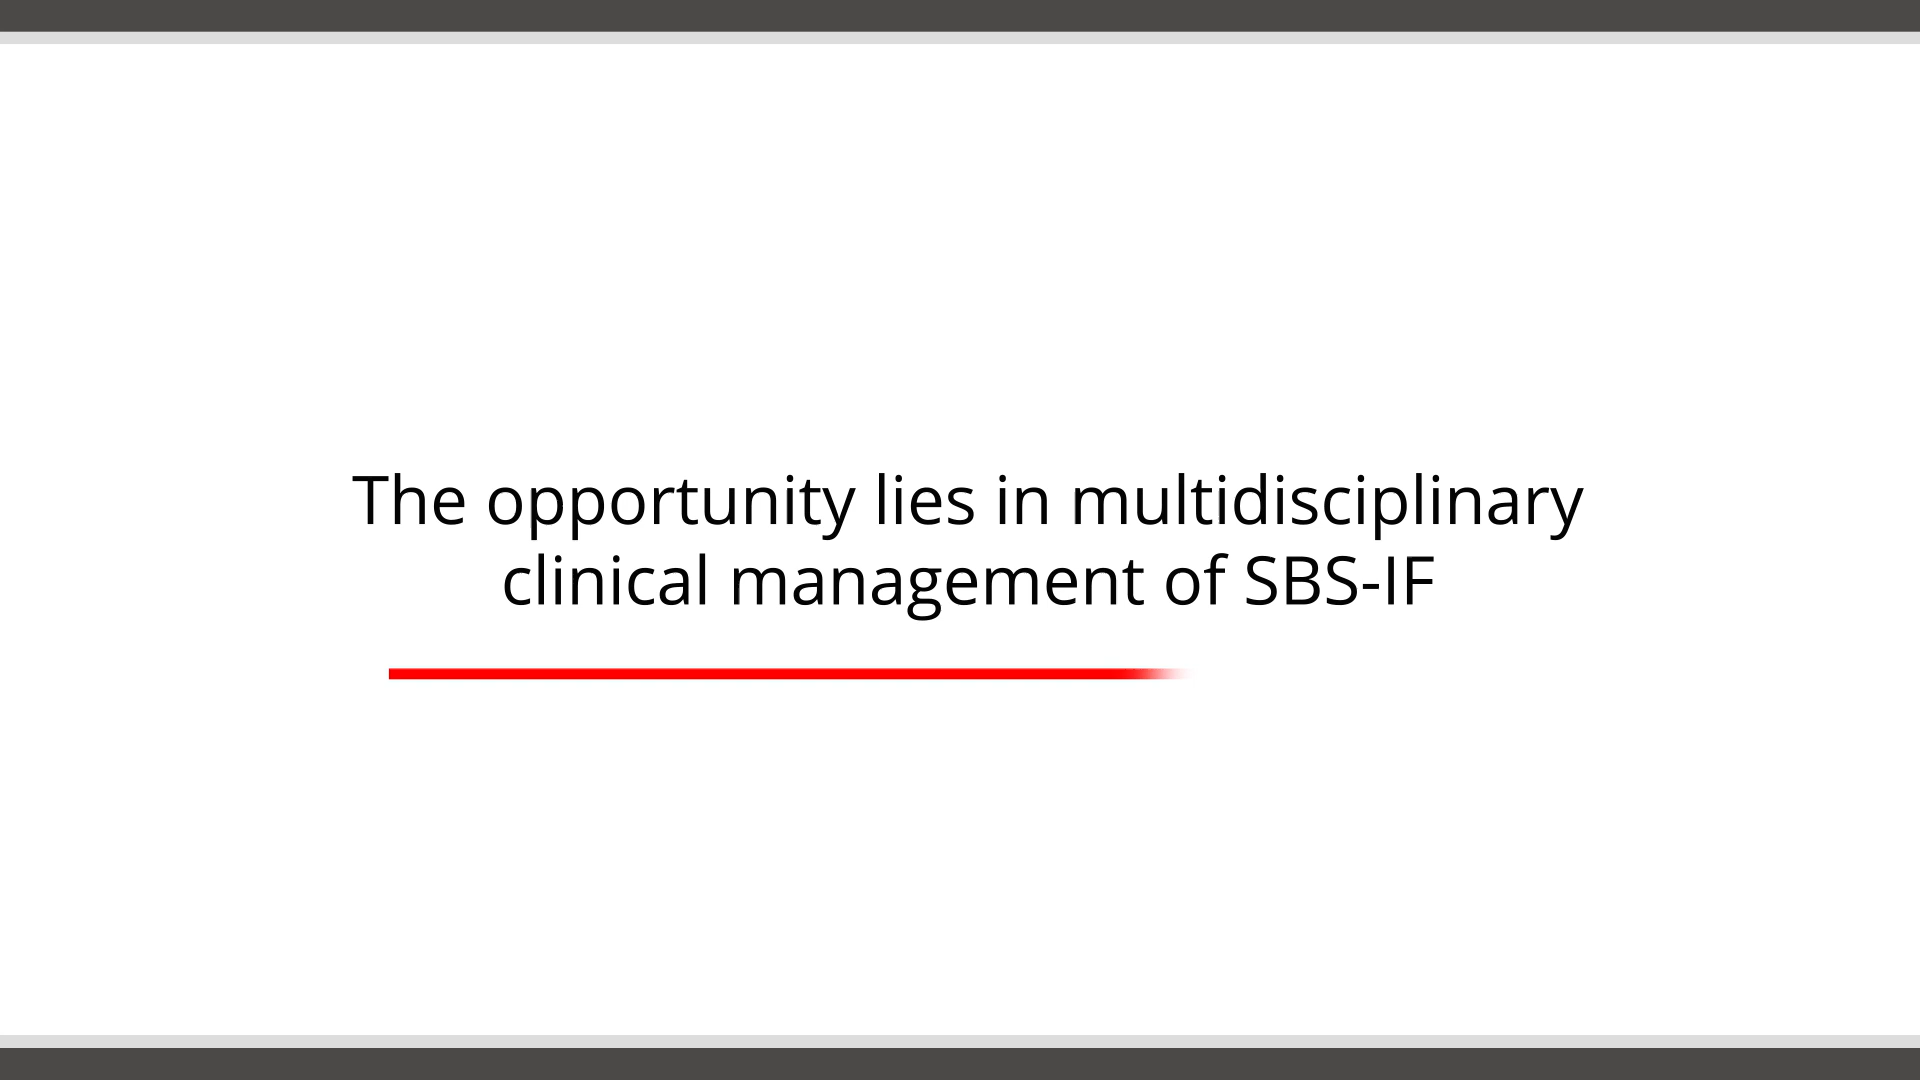 The opportunity lies in multidisciplinary
clinical management of SBS-IF